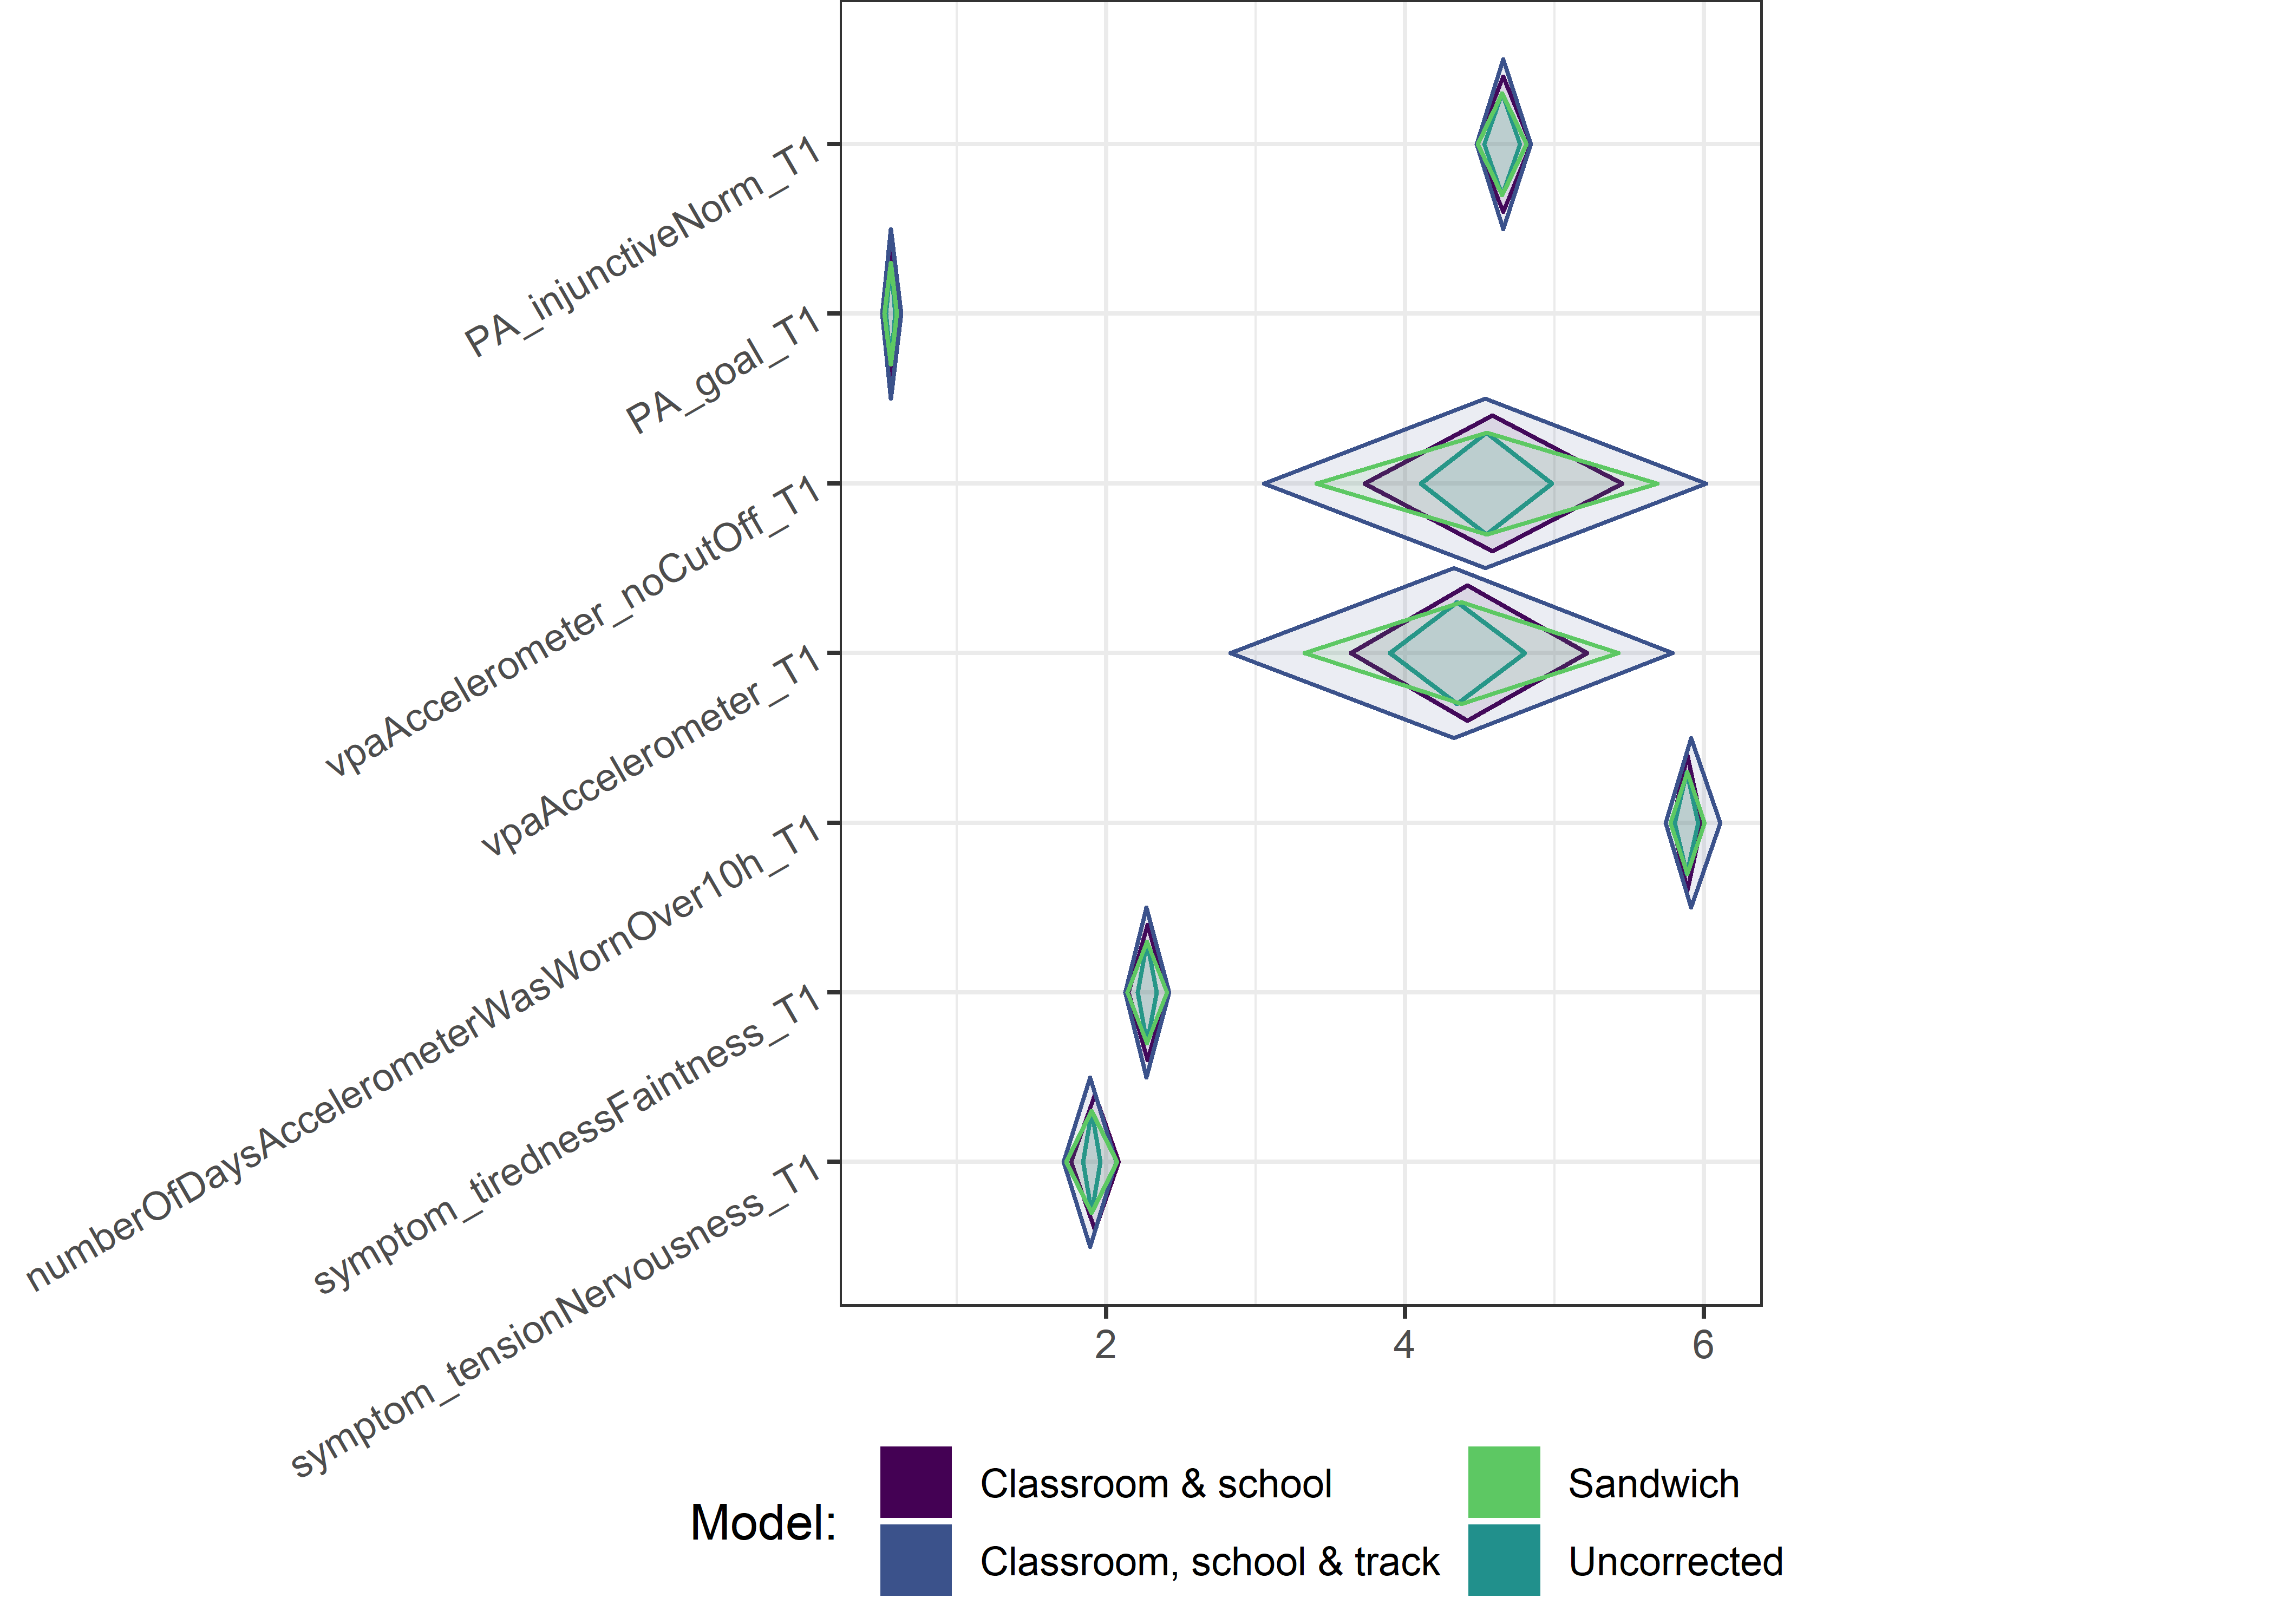 PA_injunctiveNorm_T1
PA_goal_T1
vpaAccelerometer_noCutOff_T1
vpaAccelerometer_T1
numberOfDaysAccelerometerWasWornOver10h_T1
symptom_tirednessFaintness_T1
symptom_tensionNervousness_T1
2 4 6
Model:
Classroom & school
Sandwich
Classroom, school & track
Uncorrected